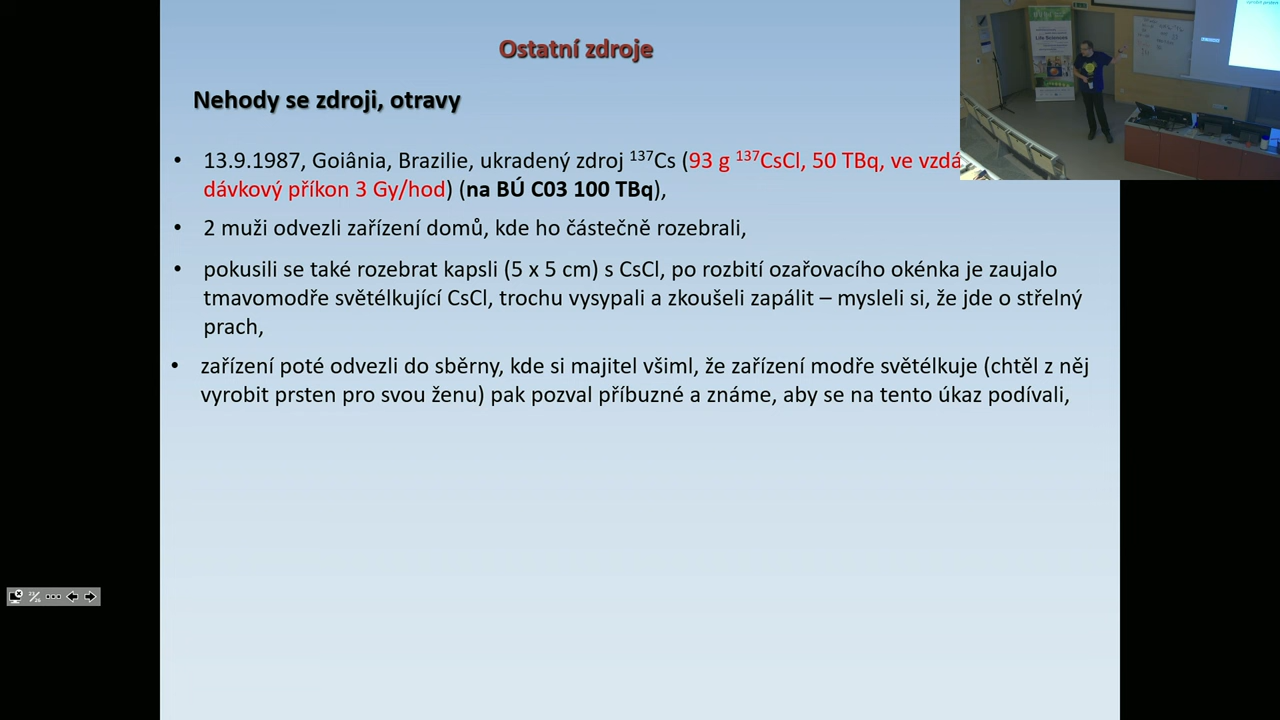 Ostatní zdroje
Nehody se zdroji, otravy
• 13.9.1987, Goiânia, Brazilie, ukradený zdroj ¹³⁷Cs (93 g ¹³⁷CsCl, 50 TBq, ve
dávkový příkon 3 Gy/hod) (na BÚ C03 100 TBq),
• 2 muži odvezli zařízení domů, kde ho částečně rozebrali,
• pokusili se také rozebrat kapsli (5 x 5 cm) s CsCl, po rozbití ozařovacího okénka je zaujalo
tmavomodře světélkující CsCl, trochu vysypali a zkoušeli zapálit – mysleli si, že jde o střelný
prach,
• zařízení poté odvezli do sběrny, kde si majitel všiml, že zařízení modře světélkuje (chtěl z něj
vyrobit prsten pro svou ženu) pak pozval příbuzné a známe, aby se na tento úkaz podívali,
Life Sciences